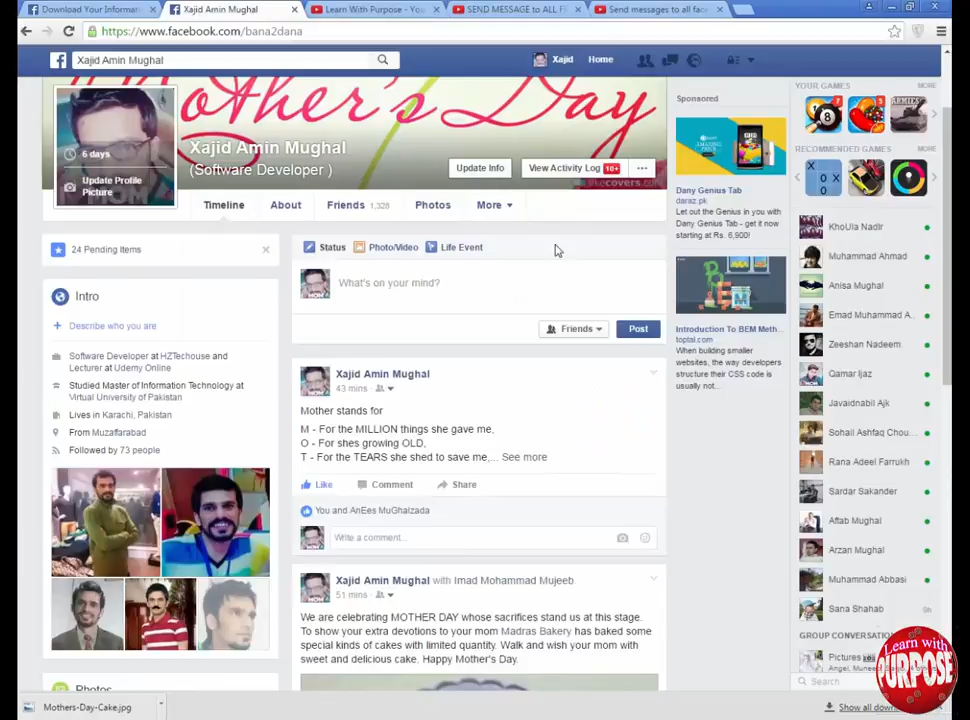 Download Your Informat
Xajid Amin Mughal
Learn With Purpose - You
SEND MESSAGE to ALL F
Send messages to all fac
https://www.facebook.com/bana2dana
Xajid Amin Mughal
Xajid
Home
Mother's Day
6 days
Update Profile
Picture
Xajid Amin Mughal
(Software Developer )
Update Info
View Activity Log 10+
Timeline
About
Friends 1,328
Photos
More
24 Pending Items
Intro
Describe who you are
Software Developer at HZTechouse and
Lecturer at Udemy Online
Studied Master of Information Technology at
Virtual University of Pakistan
Lives in Karachi, Pakistan
From Muzaffarabad
Followed by 73 people
Photos
Status
Photo/Video
Life Event
What's on your mind?
Friends
Post
Xajid Amin Mughal
43 mins
Mother stands for
M - For the MILLION things she gave me,
O - For shes growing OLD,
T - For the TEARS she shed to save me,... See more
Like
Comment
Share
You and AnEes MuGhalzada
Write a comment...
Xajid Amin Mughal with Imad Mohammad Mujeeb
51 mins
We are celebrating MOTHER DAY whose sacrifices stand us at this stage.
To show your extra devotions to your mom Madras Bakery has baked some
special kinds of cakes with limited quantity. Walk and wish your mom with
sweet and delicious cake. Happy Mother's Day.
Sponsored
Dany Genius Tab
daraz.pk
Let out the Genius in you with
Dany Genius Tab - Get it now
starting at Rs. 6,900!
Introduction To BEM Meth...
toptal.com
When building smaller
websites, the way developers
structure their CSS code is
usually not...
YOUR GAMES
MORE
RECOMMENDED GAMES
MORE
KhoUla NadIr
Muhammad Ahmad
Anisa Mughal
Emad Muhammad A..
Zeeshan Nadeem
Qamar Ijaz
Javaidnabil Ajk
Sohail Ashfaq Chou...
Rana Adeel Furrukh
Sardar Sakander
Aftab Mughal
Arzan Mughal
Muhammad Abbasi
Sana Shahab
9h
GROUP CONVERSATIO
Pictures
Angel, Munee
Search
Learn with
PURPOSE
Mothers-Day-Cake.jpg
Show all down